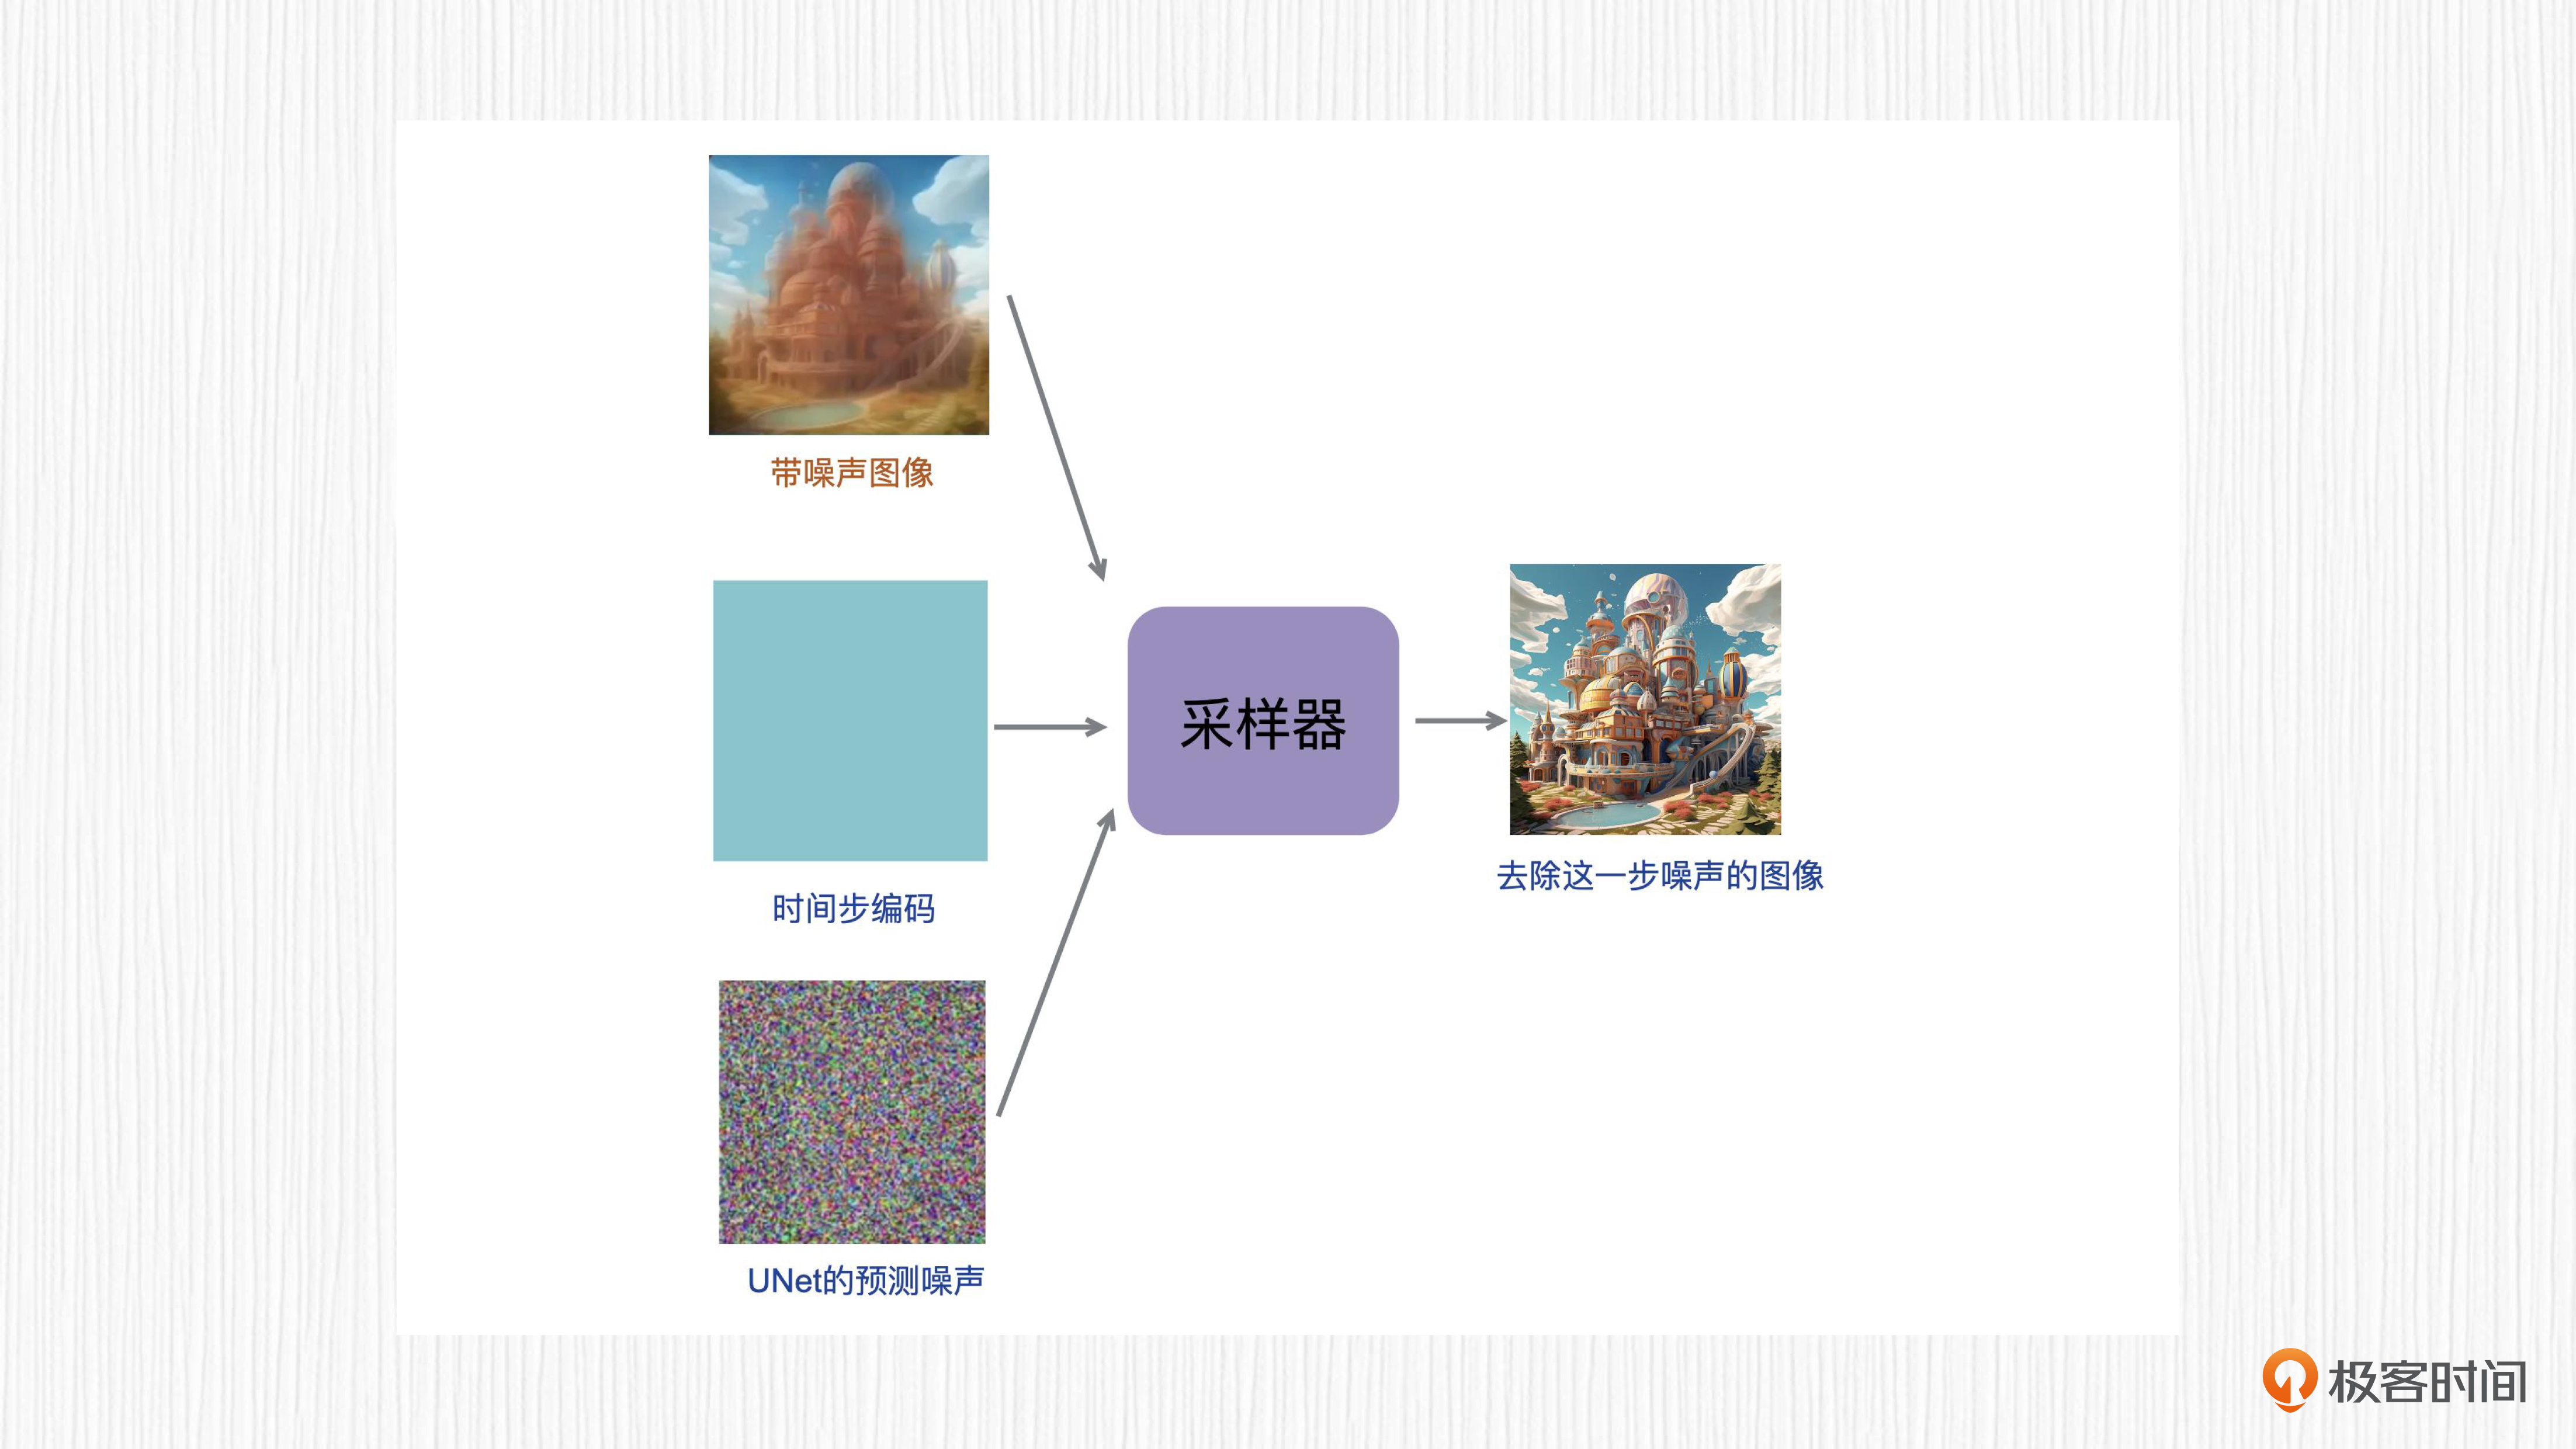 带噪声图像
时间步编码
UNet的预测噪声
采样器
去除这一步噪声的图像
极客时间